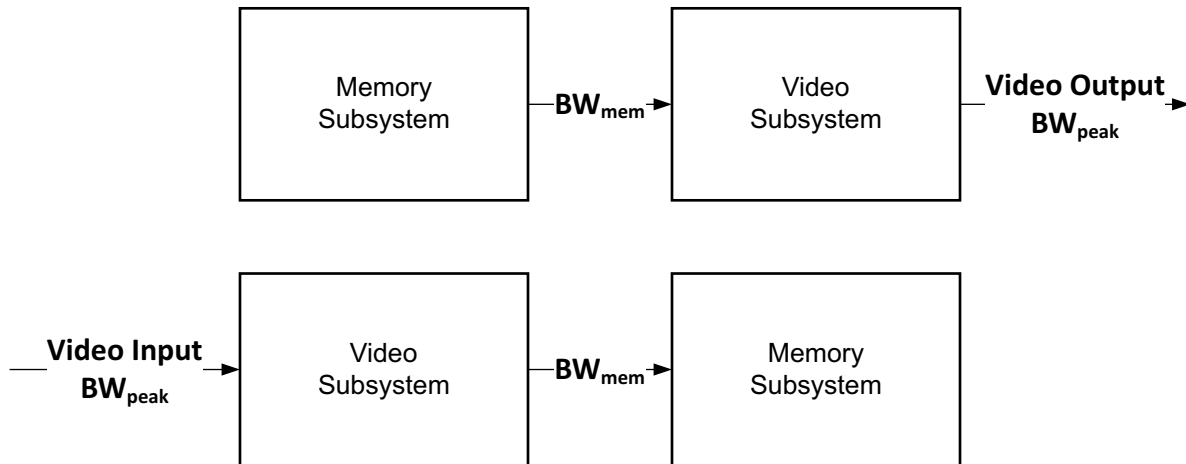 Memory
Subsystem
BWmem
Video
Subsystem
Video Output
BWpeak
Video Input
BWpeak
Video
Subsystem
BWmem
Memory
Subsystem